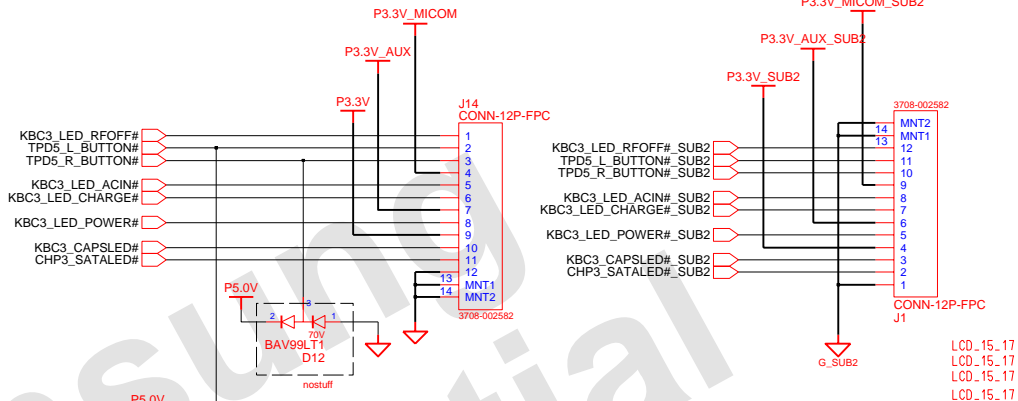 P3.3V_MICOM
P3.3V_AUX
P3.3V
J14
CONN-12P-FPC
KBC3_LED_RFOFF# 1
TPD5_L_BUTTON# 2
TPD5_R_BUTTON# 3
4
KBC3_LED_ACIN# 5
KBC3_LED_CHARGE# 6
7
KBC3_LED_POWER# 8
9
KBC3_CAPSLED# 10
CHP3_SATALED# 11
12
13 MNT1
14 MNT2
3708-002582
P5.0V
3
2
1
70V
BAV99LT1
D12
nostuff
P5.0V
P3.3V_MICOM_SUB2
P3.3V_AUX_SUB2
P3.3V_SUB2
3708-002582
MNT2
14 MNT1
13
KBC3_LED_RFOFF#_SUB2 12
TPD5_L_BUTTON#_SUB2 11
TPD5_R_BUTTON#_SUB2 10
9
KBC3_LED_ACIN#_SUB2 8
KBC3_LED_CHARGE#_SUB2 7
6
KBC3_LED_POWER#_SUB2 5
4
KBC3_CAPSLED#_SUB2 3
CHP3_SATALED#_SUB2 2
1
CONN-12P-FPC
J1
G_SUB2
LCD_15_17
LCD_15_17
LCD_15_17
LCD_15_17
sung
tial